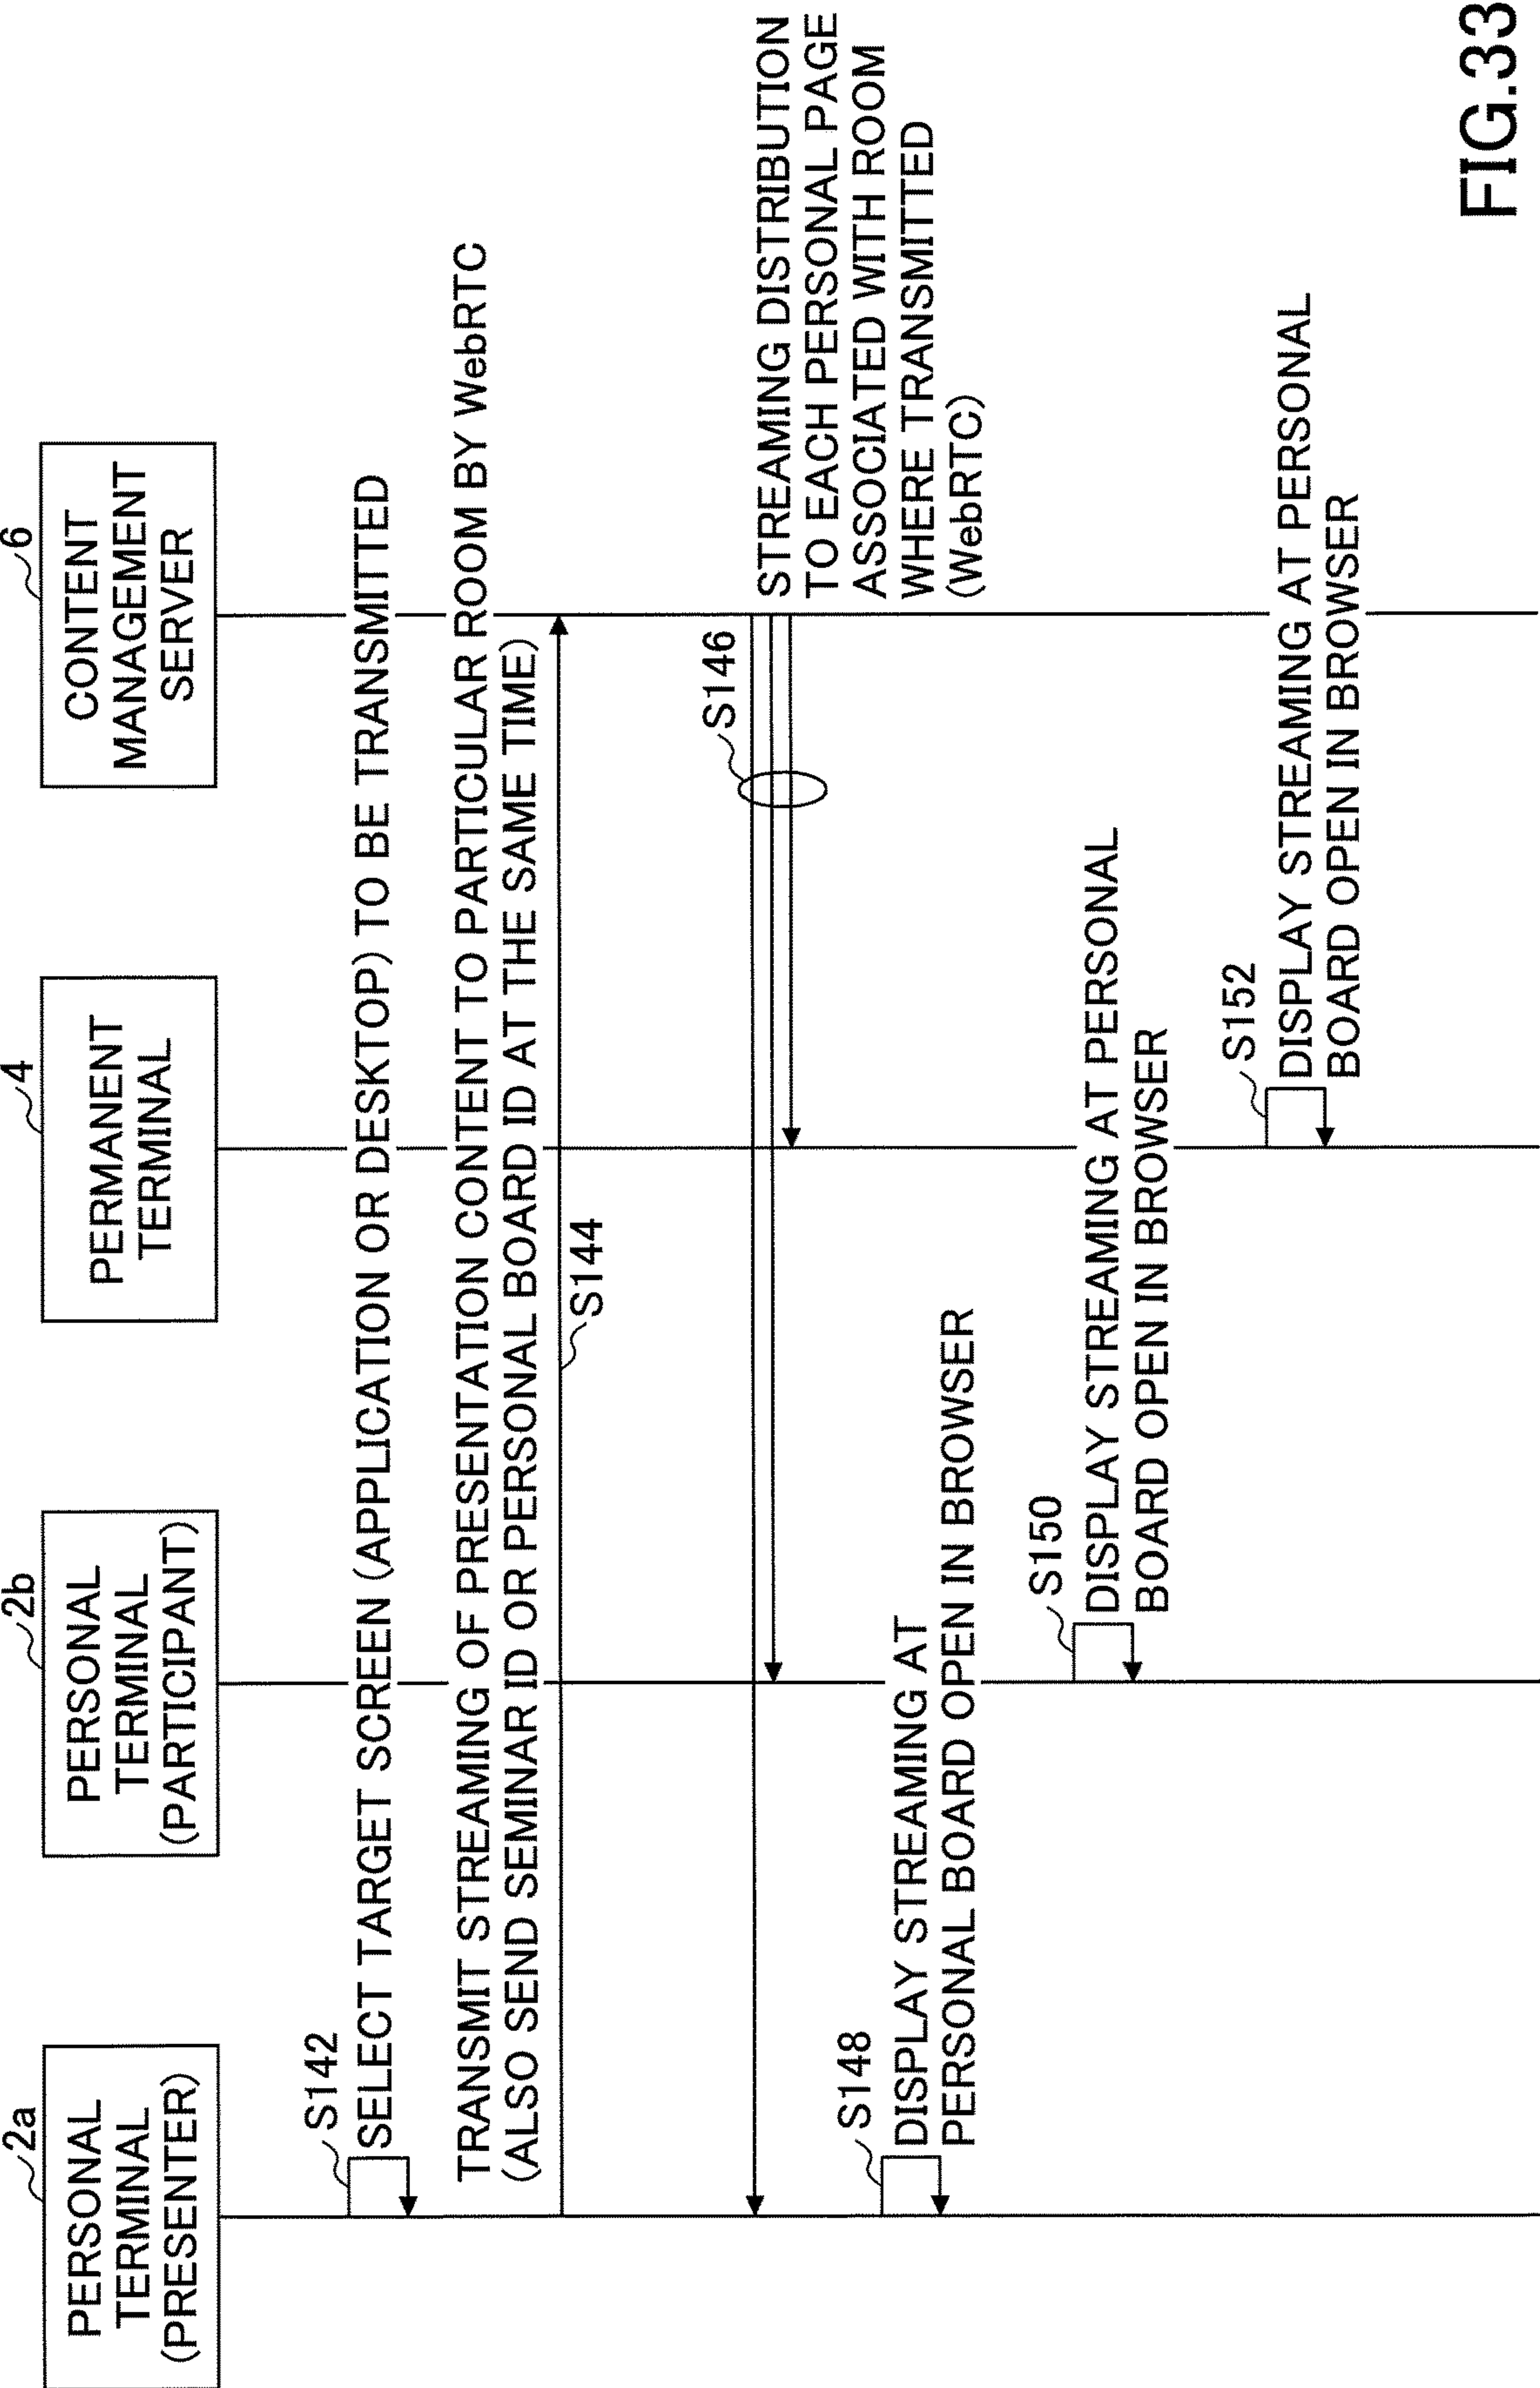 2a
PERSONAL
TERMINAL
(PRESENTER)
2b
PERSONAL
TERMINAL
(PARTICIPANT)
4
PERMANENT
TERMINAL
6
CONTENT
MANAGEMENT
SERVER
S142
SELECT TARGET SCREEN (APPLICATION OR DESKTOP) TO BE TRANSMITTED
TRANSMIT STREAMING OF PRESENTATION CONTENT TO PARTICULAR ROOM BY WebRTC
(ALSO SEND SEMINAR ID OR PERSONAL BOARD ID AT THE SAME TIME)
S144
S146
STREAMING DISTRIBUTION
TO EACH PERSONAL PAGE
ASSOCIATED WITH ROOM
WHERE TRANSMITTED
(WebRTC)
S148
DISPLAY STREAMING AT
PERSONAL BOARD OPEN IN BROWSER
S150
DISPLAY STREAMING AT PERSONAL
BOARD OPEN IN BROWSER
S152
DISPLAY STREAMING AT PERSONAL
BOARD OPEN IN BROWSER
FIG.33